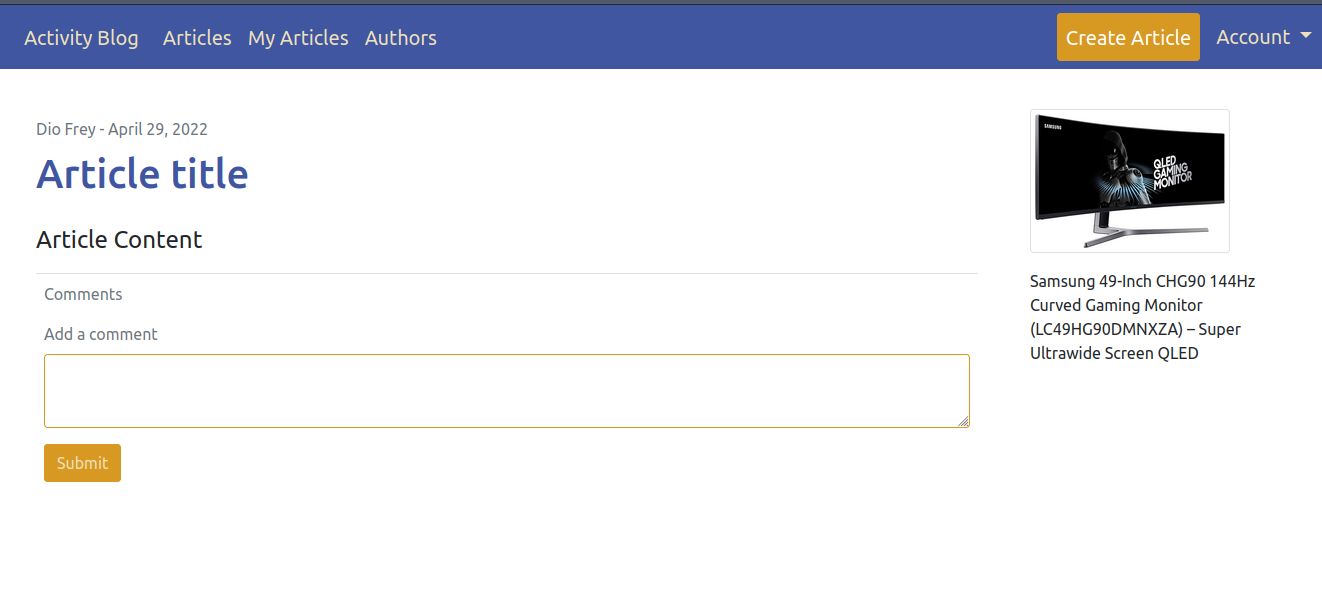 Activity Blog Articles My Articles Authors Create Article Account
Dio Frey - April 29, 2022
Article title
Article Content
Comments
Add a comment
Submit
SAMSUNG
QLED
GAMING
MONITOR
Samsung 49-Inch CHG90 144Hz
Curved Gaming Monitor
(LC49HG90DMNXZA) – Super
Ultrawide Screen QLED